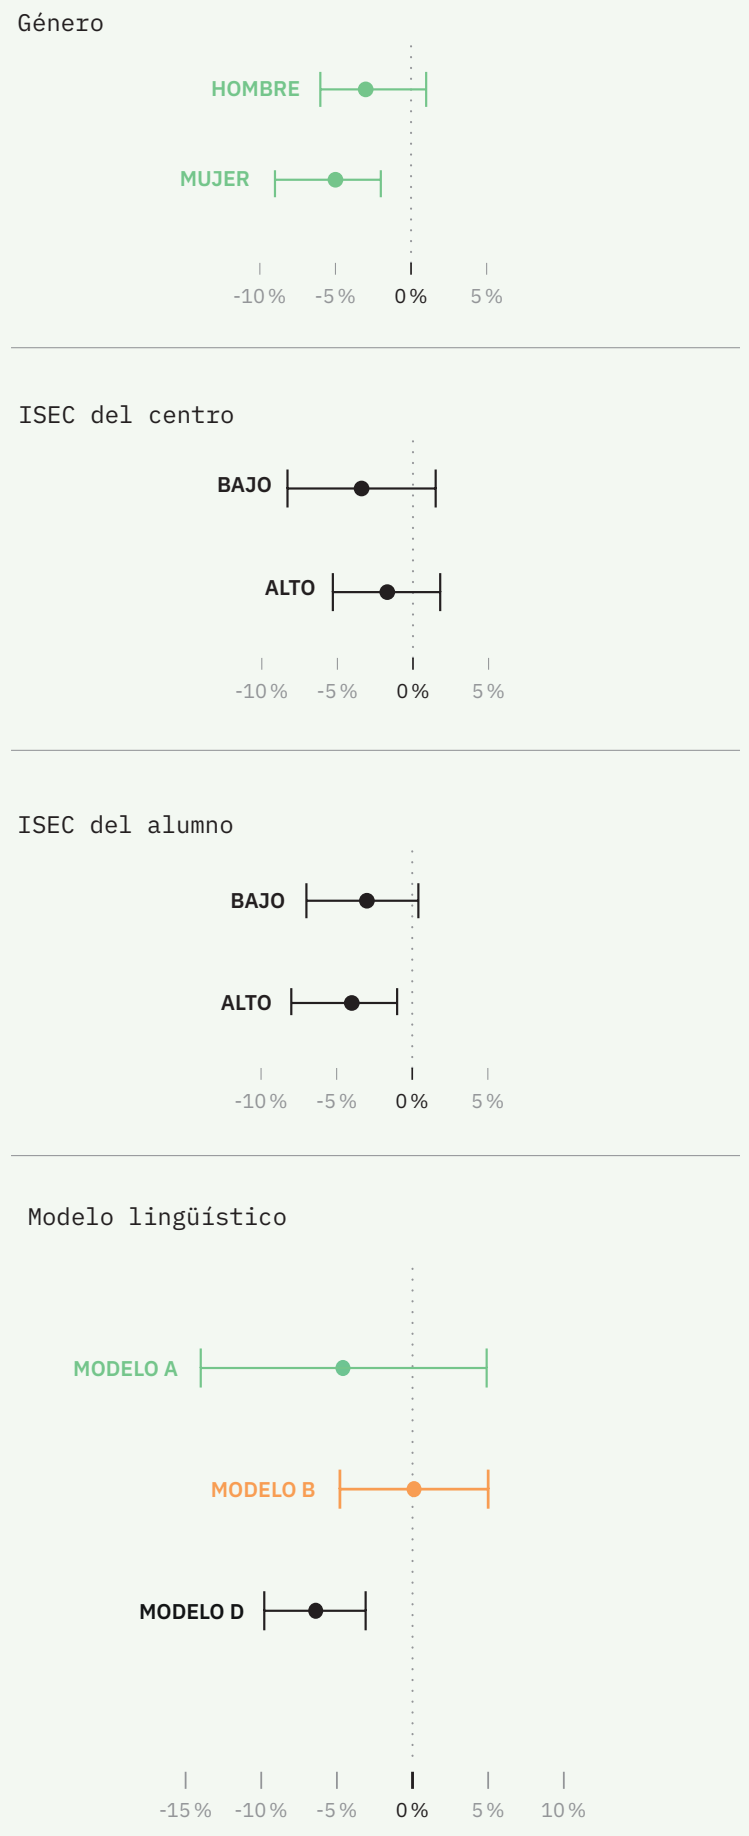 Género
HOMBRE
MUJER
-10 % -5 % 0 % 5 %
ISEC del centro
BAJO
ALTO
-10 % -5 % 0 % 5 %
ISEC del alumno
BAJO
ALTO
-10 % -5 % 0 % 5 %
Modelo lingüístico
MODELO A
MODELO B
MODELO D
-15 % -10 % -5 % 0 % 5 % 10 %